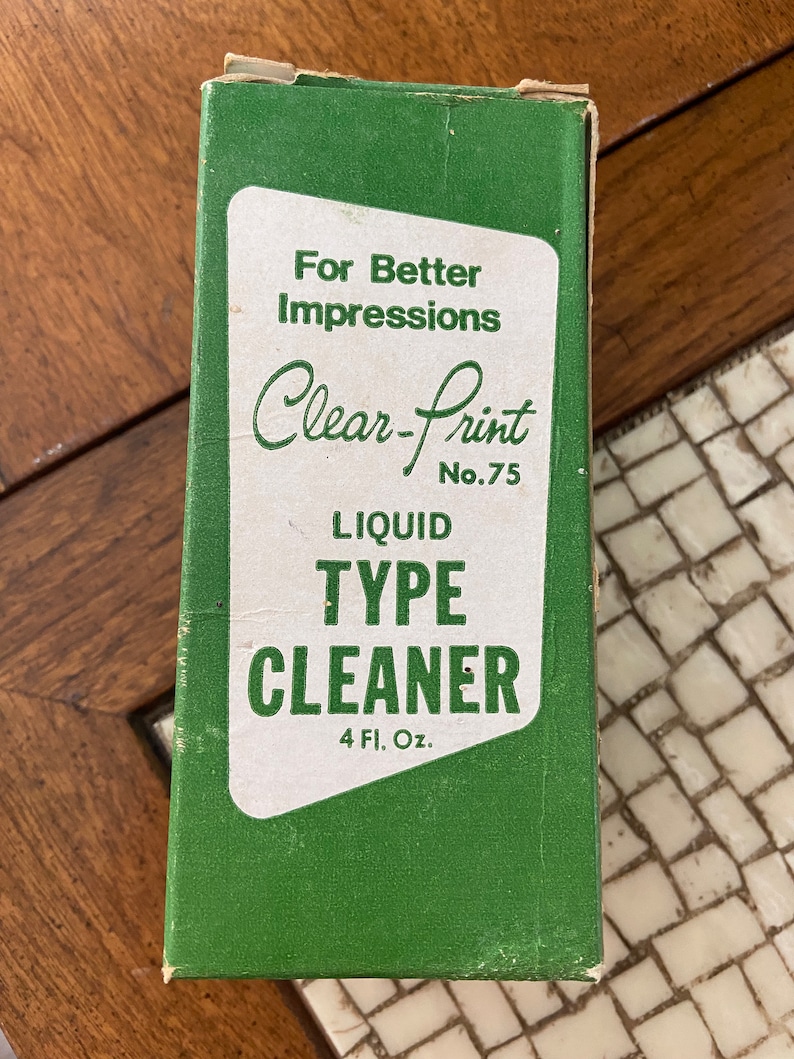 For Better
Impressions
Clear-Print
No.75
LIQUID
TYPE
CLEANER
4 Fl. Oz.